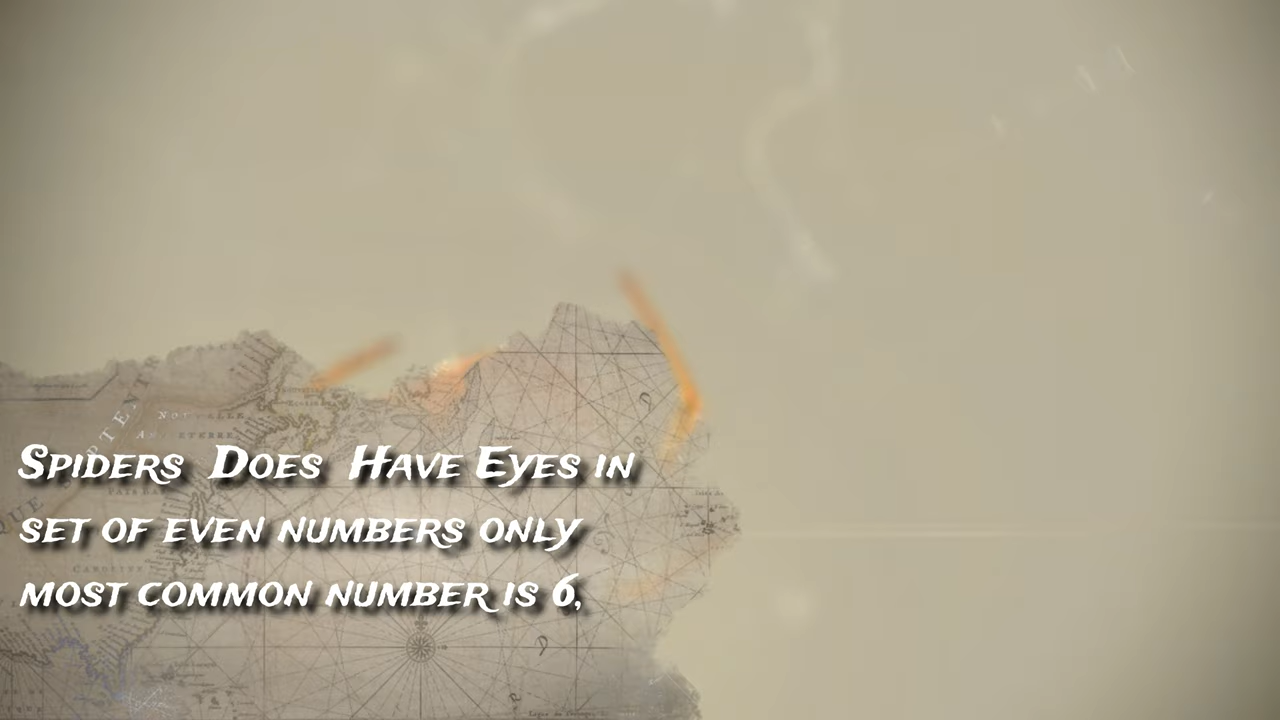 Spiders Does Have Eyes in
set of even numbers only
most common number is 6,